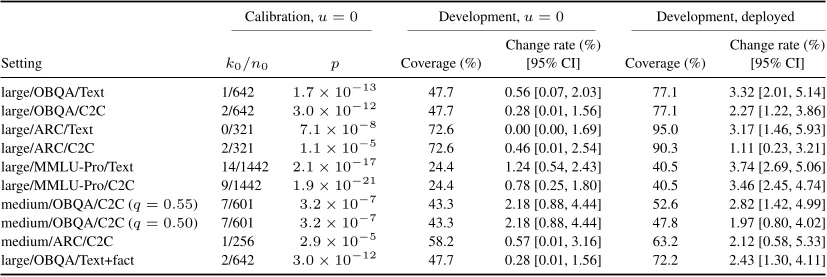 Calibration, u = 0 Development, u = 0 Development, deployed
Change rate (%) Change rate (%)
Setting k0/n0 p Coverage (%) [95% CI] Coverage (%) [95% CI]
large/OBQA/Text 1/642 1.7 × 10^−13 47.7 0.56 [0.07, 2.03] 77.1 3.32 [2.01, 5.14]
large/OBQA/C2C 2/642 3.0 × 10^−12 47.7 0.28 [0.01, 1.56] 77.1 2.27 [1.22, 3.86]
large/ARC/Text 0/321 7.1 × 10^−8 72.6 0.00 [0.00, 1.69] 95.0 3.17 [1.46, 5.93]
large/ARC/C2C 2/321 1.1 × 10^−5 72.6 0.46 [0.01, 2.54] 90.3 1.11 [0.23, 3.21]
large/MMLU-Pro/Text 14/1442 2.1 × 10^−17 24.4 1.24 [0.54, 2.43] 40.5 3.74 [2.69, 5.06]
large/MMLU-Pro/C2C 9/1442 1.9 × 10^−21 24.4 0.78 [0.25, 1.80] 40.5 3.46 [2.45, 4.74]
medium/OBQA/C2C (q = 0.55) 7/601 3.2 × 10^−7 43.3 2.18 [0.88, 4.44] 52.6 2.82 [1.42, 4.99]
medium/OBQA/C2C (q = 0.50) 7/601 3.2 × 10^−7 43.3 2.18 [0.88, 4.44] 47.8 1.97 [0.80, 4.02]
medium/ARC/C2C 1/256 2.9 × 10^−5 58.2 0.57 [0.01, 3.16] 63.2 2.12 [0.58, 5.33]
large/OBQA/Text+fact 2/642 3.0 × 10^−12 47.7 0.28 [0.01, 1.56] 72.2 2.43 [1.30, 4.11]